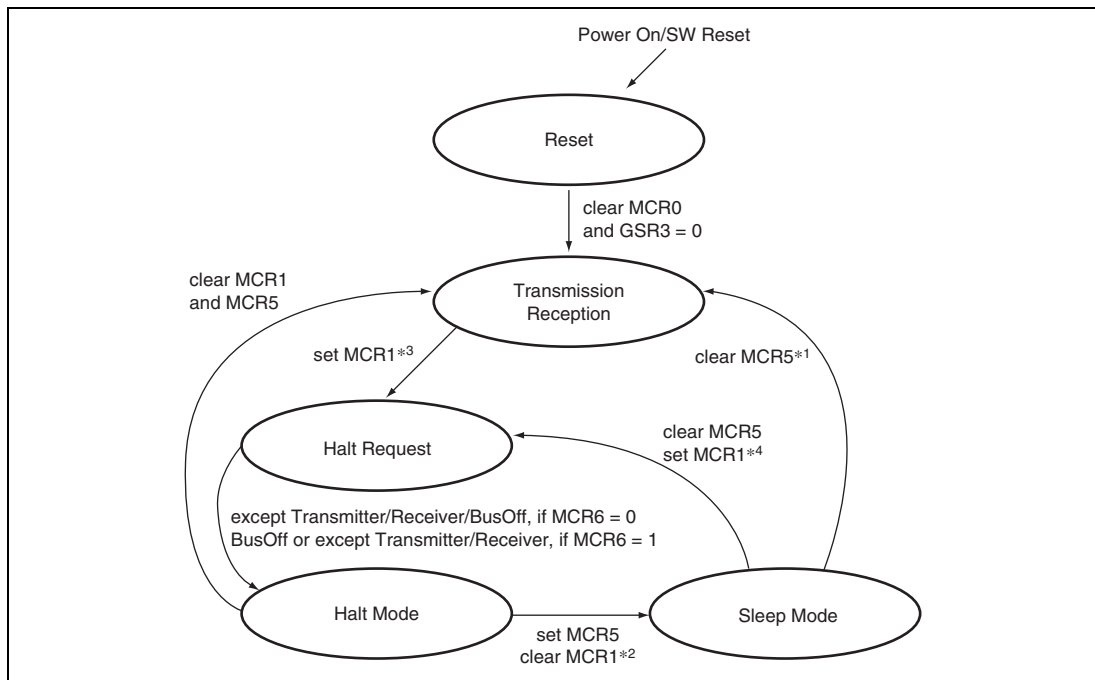 Power On/SW Reset
Reset
clear MCR0
and GSR3 = 0
clear MCR1
and MCR5
Transmission
Reception
set MCR1*3
clear MCR5*1
Halt Request
clear MCR5
set MCR1*4
except Transmitter/Receiver/BusOff, if MCR6 = 0
BusOff or except Transmitter/Receiver, if MCR6 = 1
Halt Mode
Sleep Mode
set MCR5
clear MCR1*2